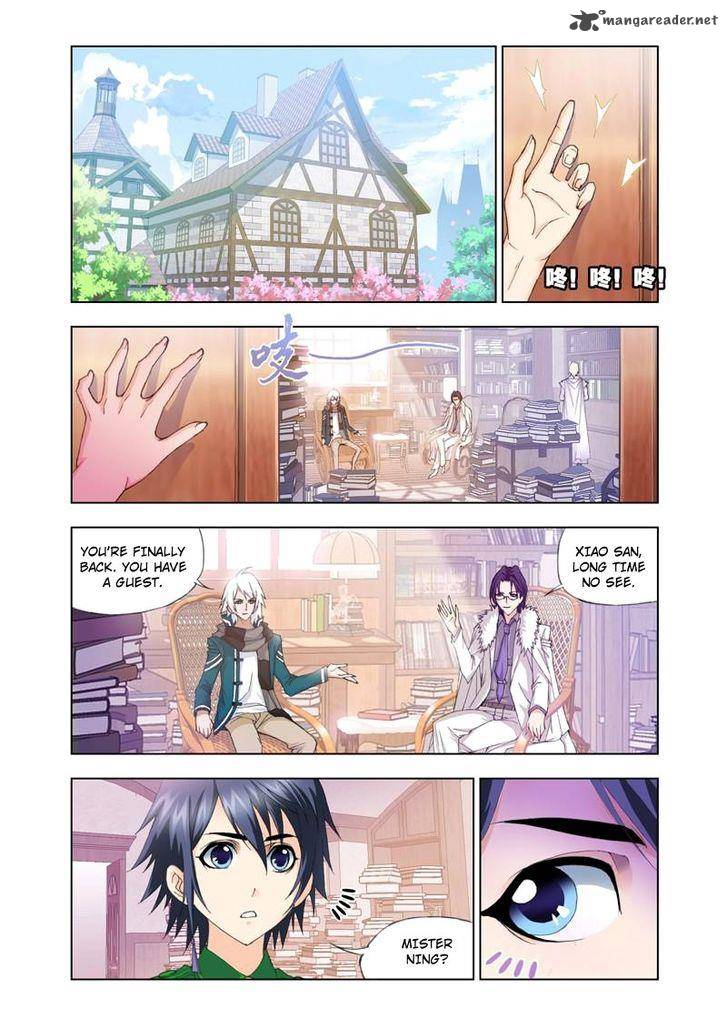 mangareader.net
咚! 咚! 咚!
吱
YOU'RE FINALLY
BACK. YOU HAVE
A GUEST.
XIAO SAN,
LONG TIME
NO SEE.
MISTER
NING?